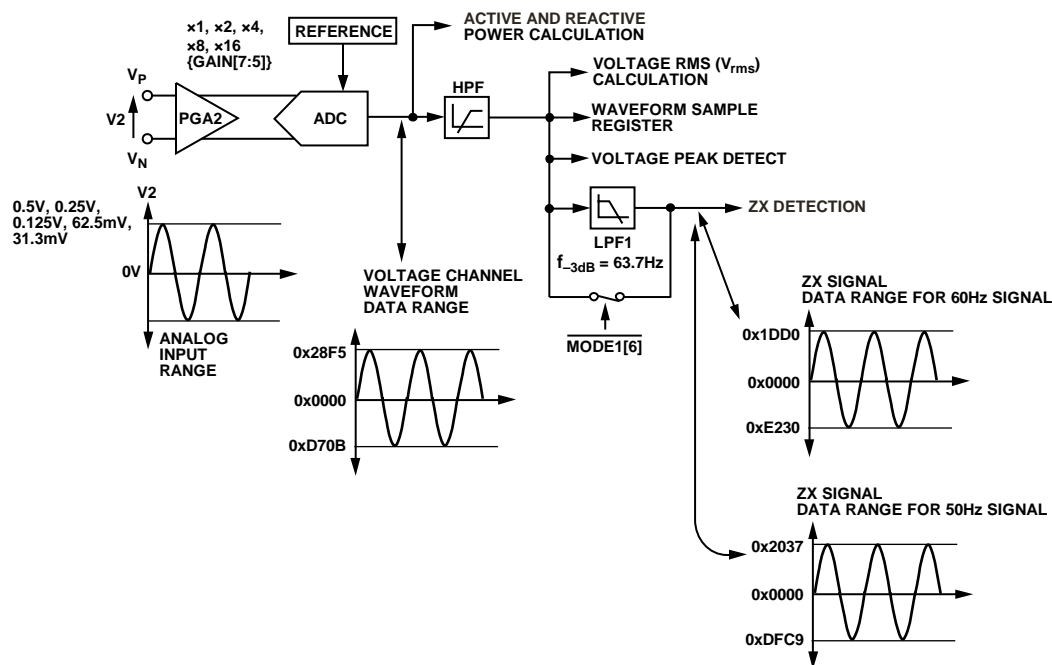 ×1, ×2, ×4,
×8, ×16
{GAIN[7:5]}
REFERENCE
ACTIVE AND REACTIVE
POWER CALCULATION
VP
V2
VN
PGA2
ADC
HPF
VOLTAGE RMS (Vrms)
CALCULATION
WAVEFORM SAMPLE
REGISTER
VOLTAGE PEAK DETECT
ZX DETECTION
LPF1
f–3dB = 63.7Hz
MODE1[6]
V2
0.5V, 0.25V,
0.125V, 62.5mV,
31.3mV
0V
ANALOG
INPUT
RANGE
VOLTAGE CHANNEL
WAVEFORM
DATA RANGE
0x28F5
0x0000
0xD70B
ZX SIGNAL
DATA RANGE FOR 60Hz SIGNAL
0x1DD0
0x0000
0xE230
ZX SIGNAL
DATA RANGE FOR 50Hz SIGNAL
0x2037
0x0000
0xDFC9